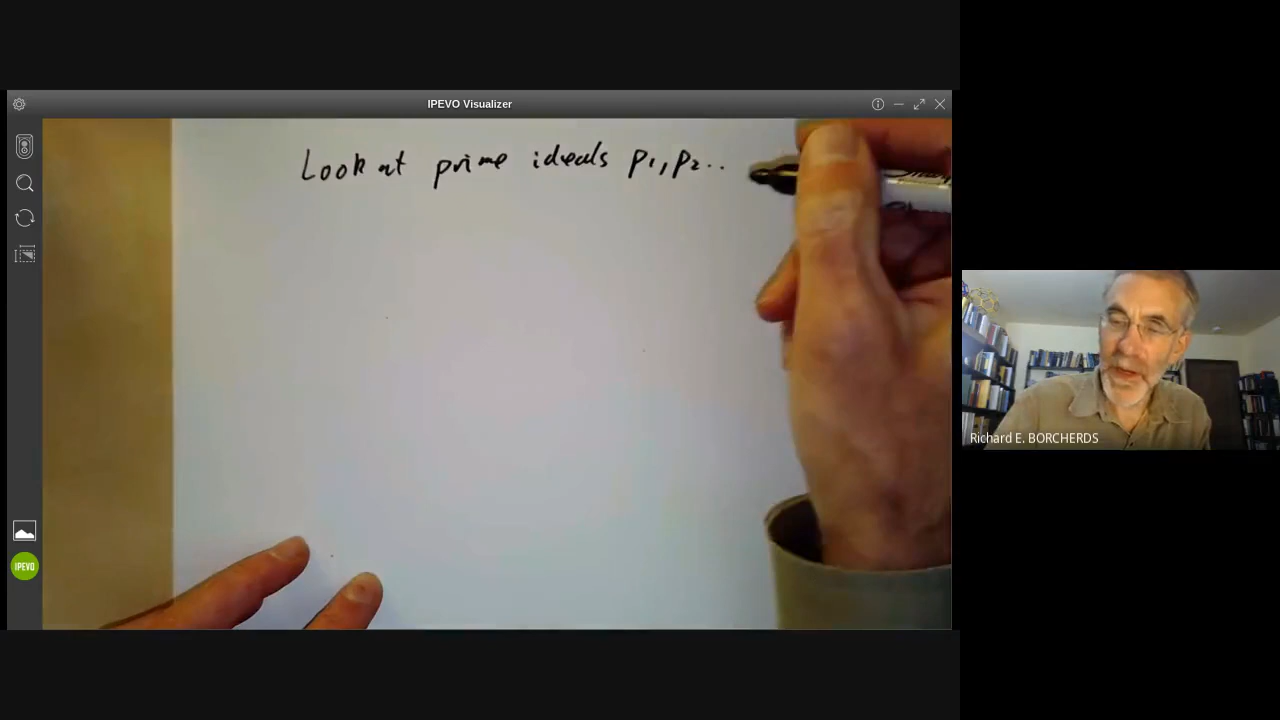 IPEVO Visualizer
Look at prime ideals p1,p2..
IPEVO
Richard E. BORCHERDS